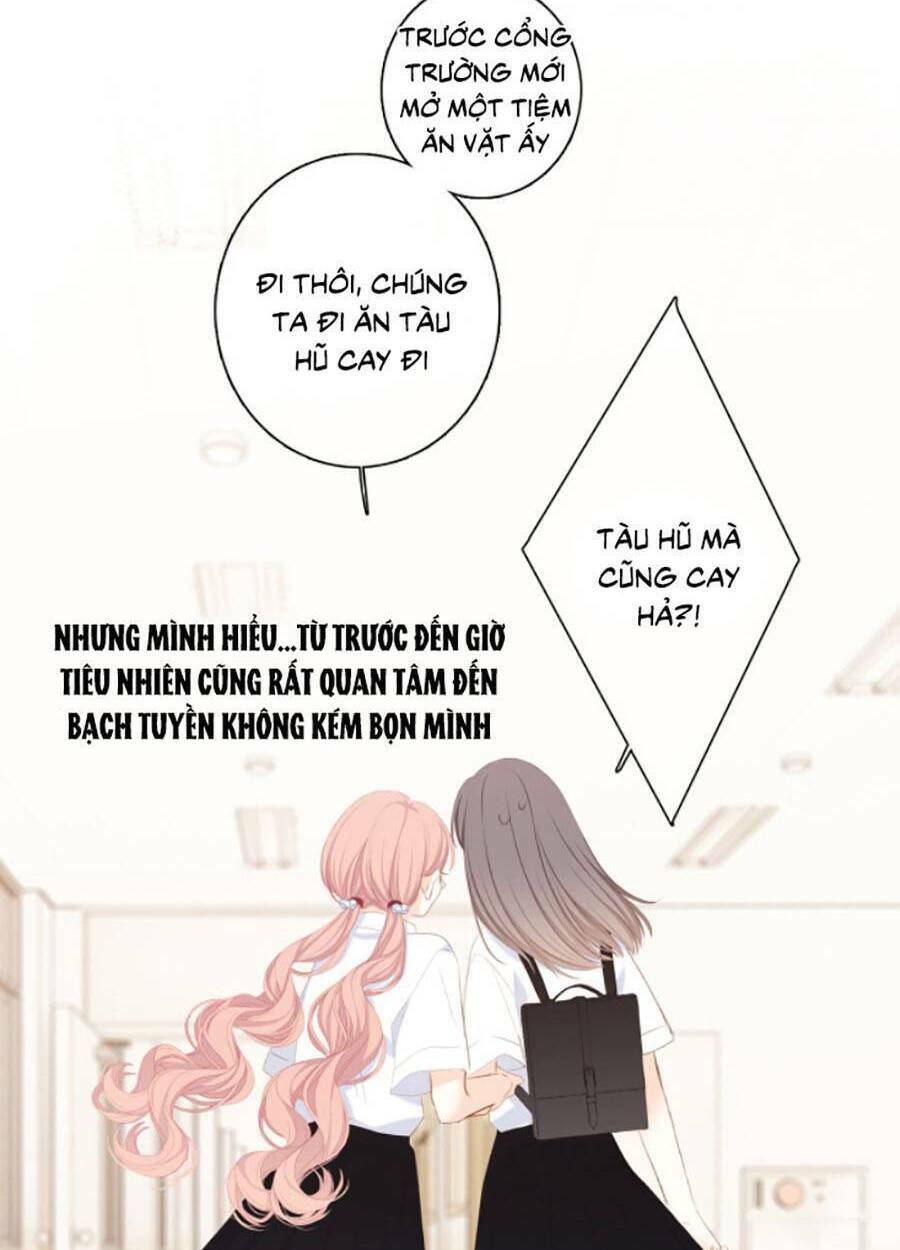 TRƯỚC CỔNG
TRƯỜNG MỚI
MỞ MỘT TIỆM
ĂN VẶT ẤY
ĐI THÔI, CHÚNG
TA ĐI ĂN TÀU
HŨ CAY ĐI
TÀU HŨ MÀ
CŨNG CAY
HẢ?!
NHƯNG MÌNH HIỂU...TỪ TRƯỚC ĐẾN GIỜ
TIÊU NHIÊN CŨNG RẤT QUAN TÂM ĐẾN
BẠCH TUYỀN KHÔNG KÉM BỌN MÌNH